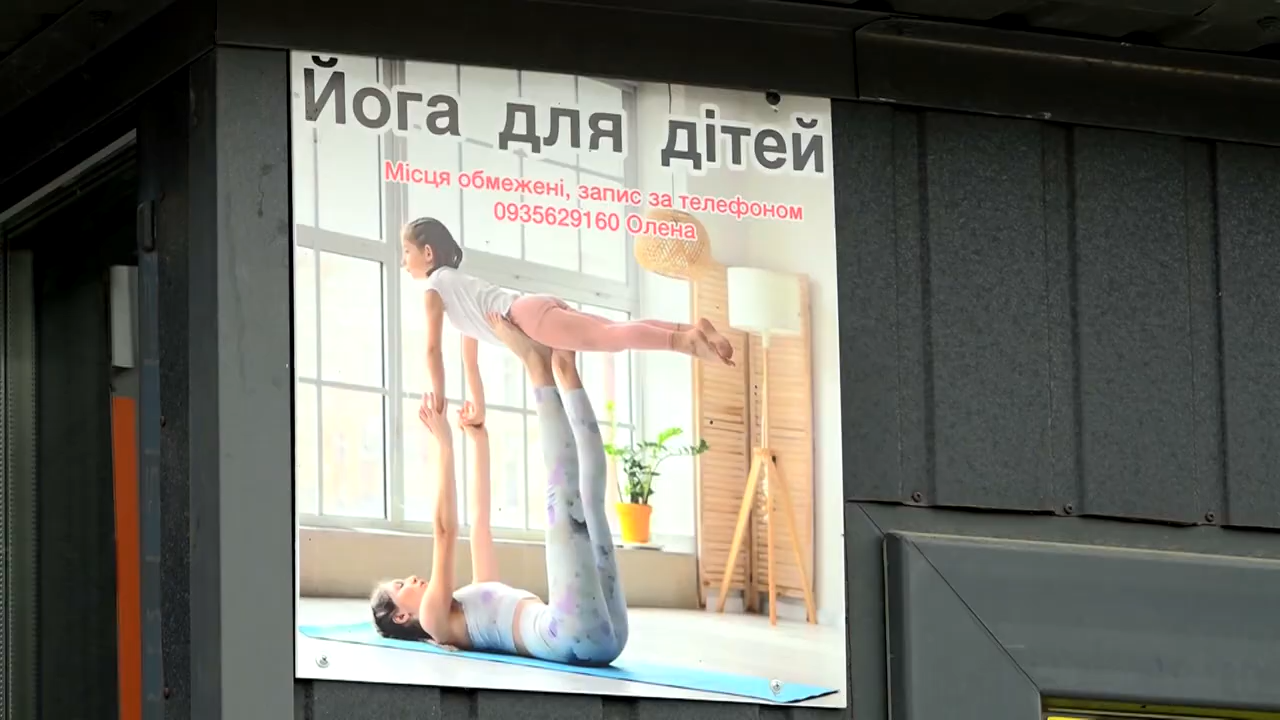 Йога для дітей
Місця обмежені, запис за телефоном
0935629160 Олена